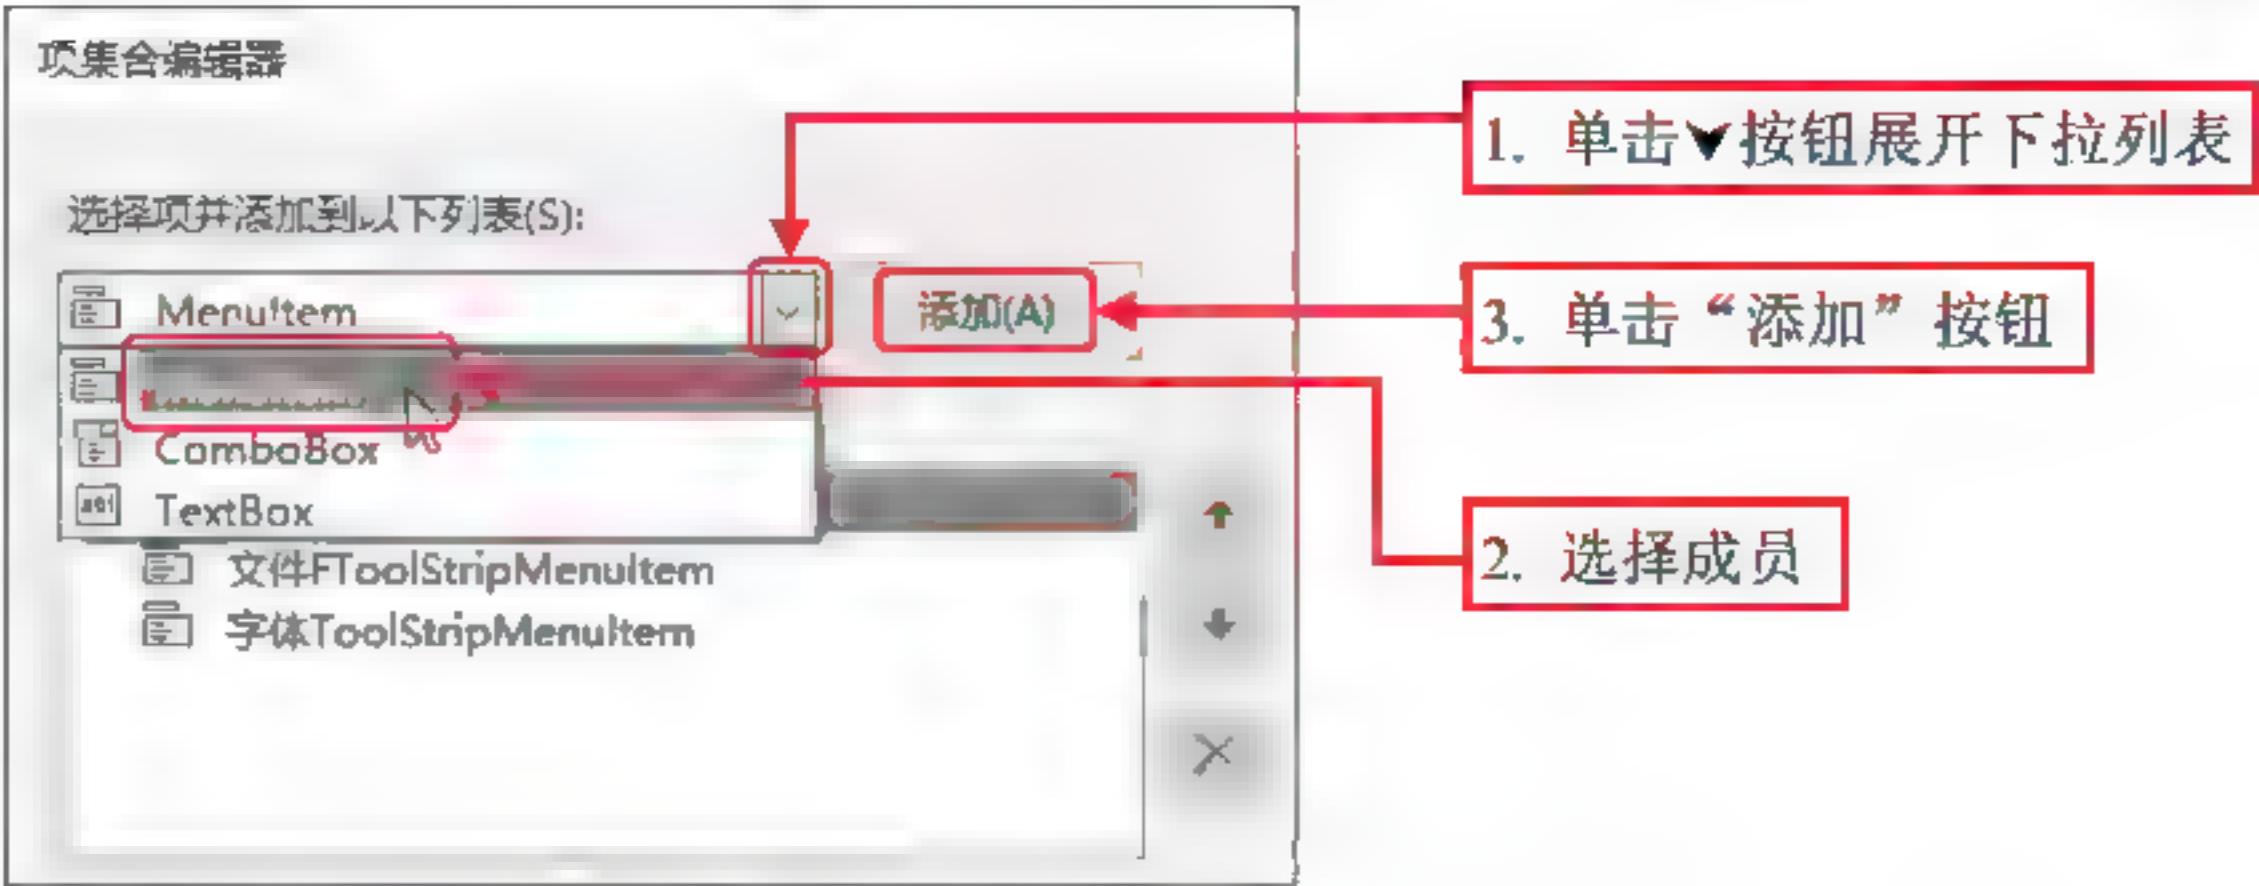 项集合编辑器
选择项并添加到以下列表(S):
MenuItem
添加(A)
ComboBox
TextBox
文件FToolStripMenuItem
字体ToolStripMenuItem
1. 单击▼按钮展开下拉列表
3. 单击“添加”按钮
2. 选择成员